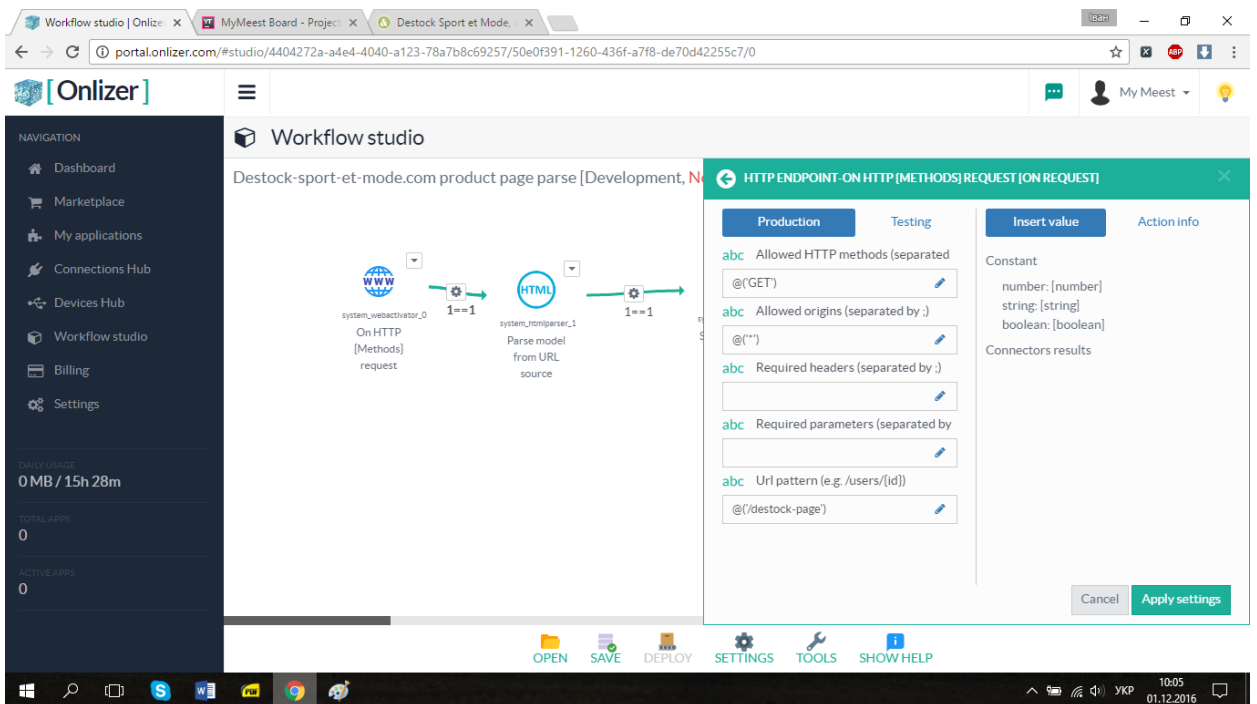 Workflow studio | Onlize
MyMeest Board - Project
Destock Sport et Mode,
Іван
portal.onlizer.com/#studio/4404272a-a4e4-4040-a123-78a7b8c69257/50e0f391-1260-436f-a7f8-de70d42255c7/0
ABP
[Onlizer]
My Meest
NAVIGATION
Dashboard
Marketplace
My applications
Connections Hub
Devices Hub
Workflow studio
Billing
Settings
DAILY USAGE
0 MB / 15h 28m
TOTAL APPS
0
ACTIVE APPS
0
Workflow studio
Destock-sport-et-mode.com product page parse [Development, N
WWW
system_webactivator_0
On HTTP
{Methods}
request
1==1
HTML
system_htmlparser_1
Parse model
from URL
source
1==1
HTTP ENDPOINT-ON HTTP {METHODS} REQUEST [ON REQUEST]
Production
Testing
abc Allowed HTTP methods (separated
@('GET')
abc Allowed origins (separated by ;)
@('*')
abc Required headers (separated by ;)
abc Required parameters (separated by
abc Url pattern (e.g. /users/{id})
@('/destock-page')
Insert value
Action info
Constant
number: [number]
string: [string]
boolean: [boolean]
Connectors results
Cancel
Apply settings
OPEN
SAVE
DEPLOY
SETTINGS
TOOLS
SHOW HELP
УКР
10:05
01.12.2016